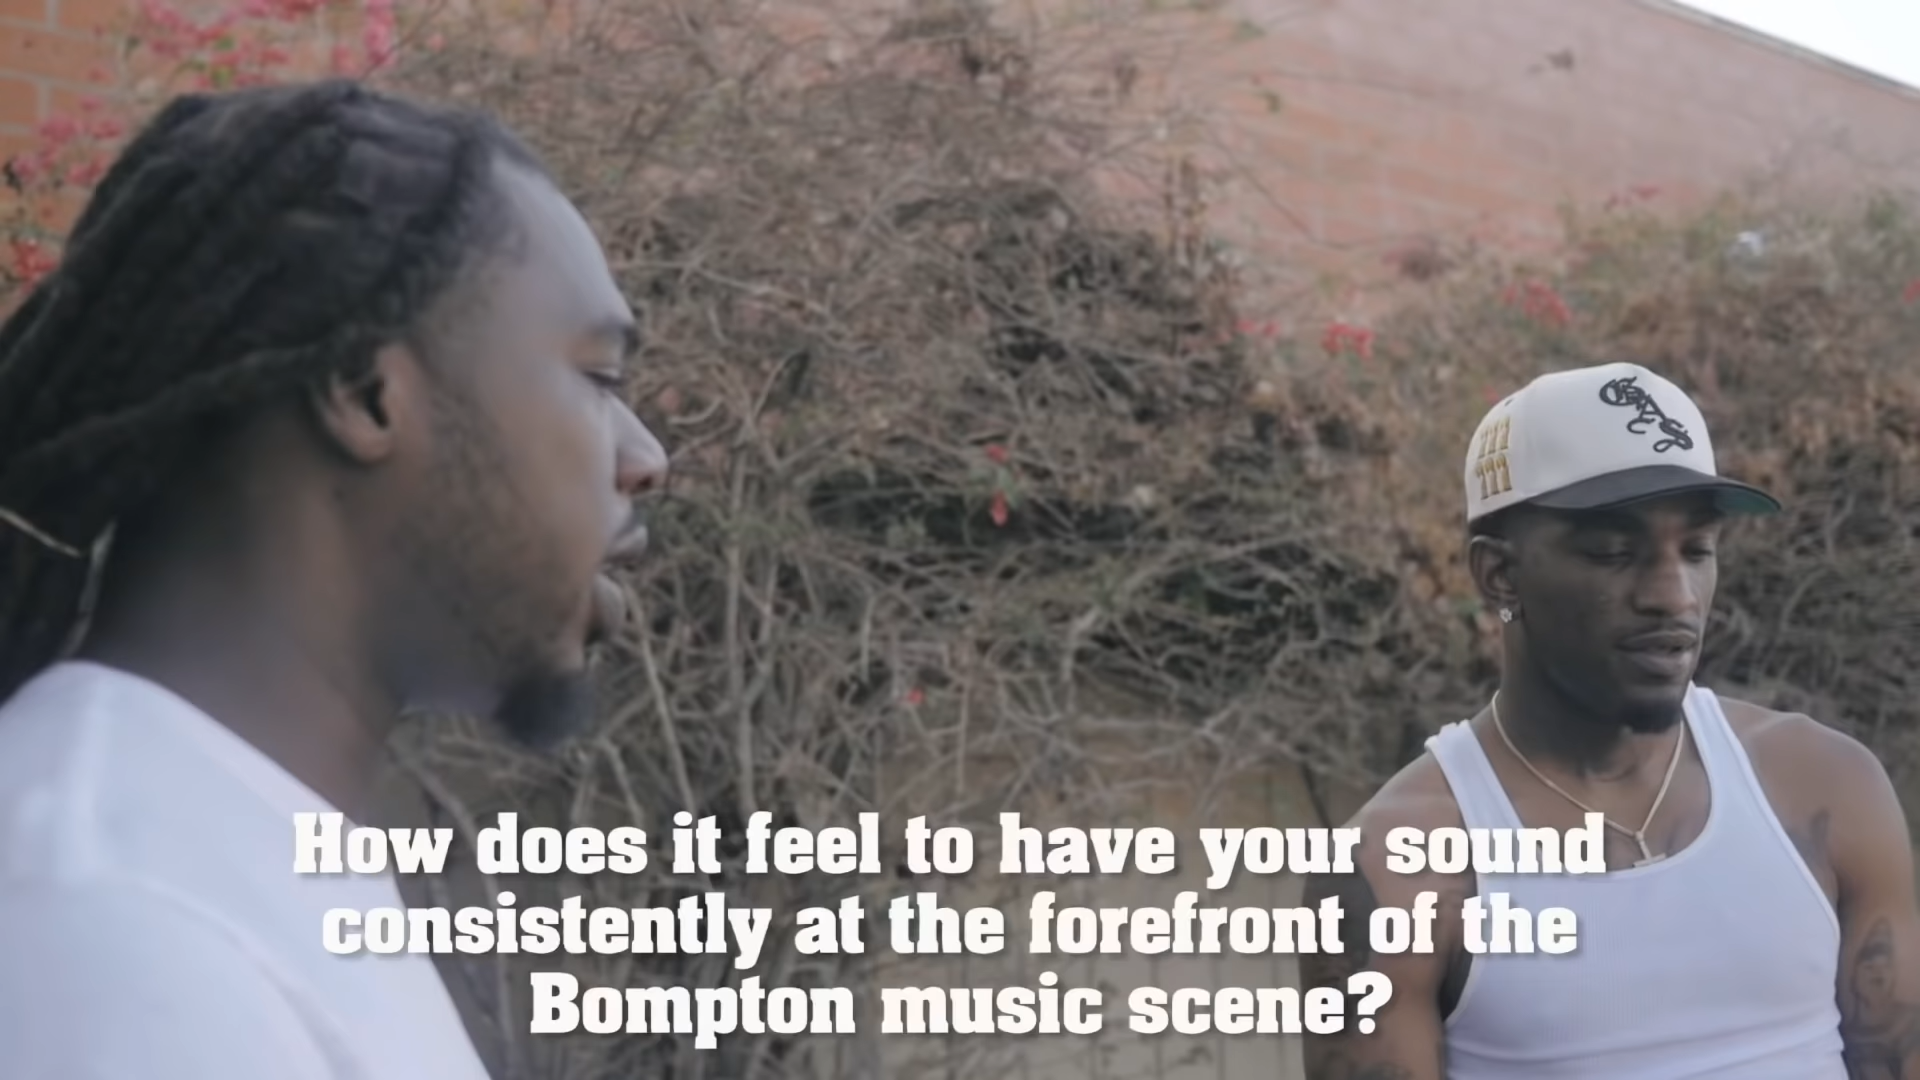 How does it feel to have your sound
consistently at the forefront of the
Bompton music scene?